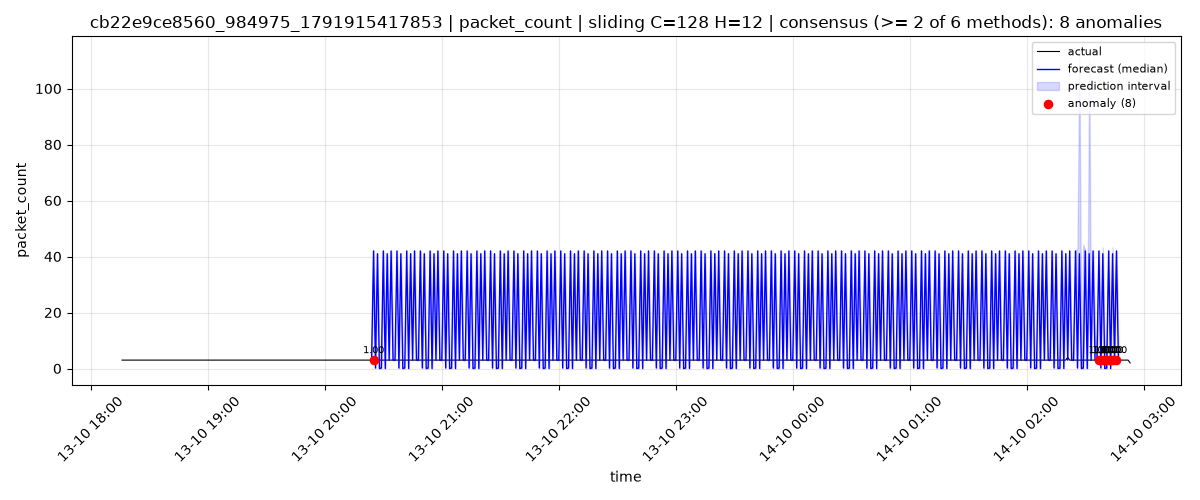 cb22e9ce8560_984975_1791915417853 | packet_count | sliding C=128 H=12 | consensus (>= 2 of 6 methods): 8 anomalies
actual
forecast (median)
prediction interval
anomaly (8)
packet_count
100
80
60
40
20
0
1.00
13-10 18:00
13-10 19:00
13-10 20:00
13-10 21:00
13-10 22:00
13-10 23:00
14-10 00:00
14-10 01:00
14-10 02:00
14-10 03:00
time